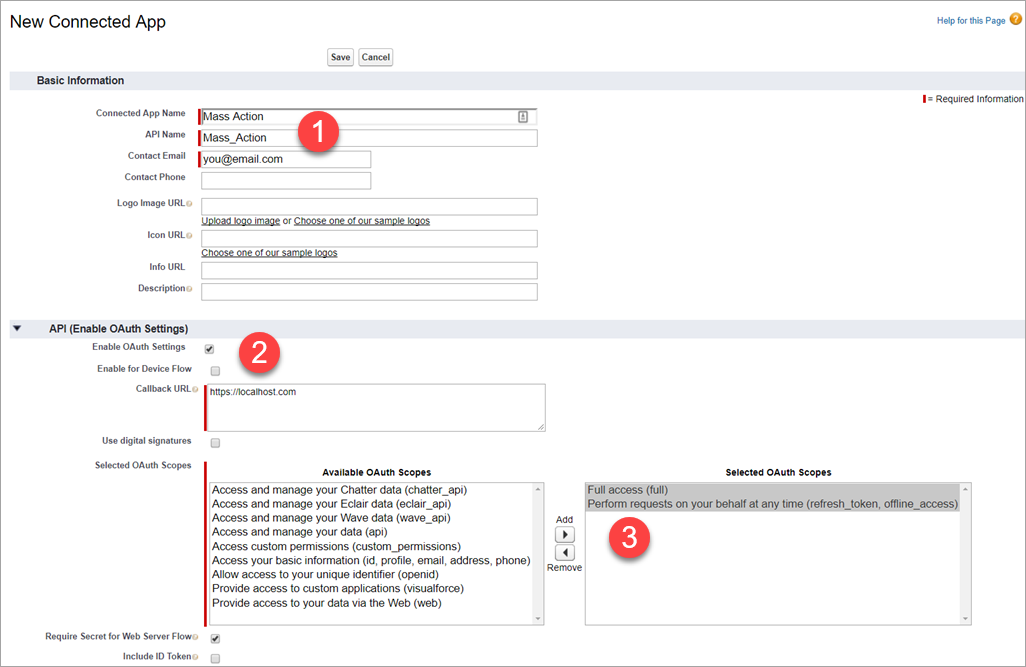 New Connected App
Help for this Page ?
Save Cancel
Basic Information
= Required Information
Connected App Name Mass Action
1
API Name Mass_Action
Contact Email you@email.com
Contact Phone
Logo Image URL
Upload logo image or Choose one of our sample logos
Icon URL
Choose one of our sample logos
Info URL
Description
API (Enable OAuth Settings)
Enable OAuth Settings
2
Enable for Device Flow
Callback URL https://localhost.com
Use digital signatures
Selected OAuth Scopes
Available OAuth Scopes
Access and manage your Chatter data (chatter_api)
Access and manage your Eclair data (eclair_api)
Access and manage your Wave data (wave_api)
Access and manage your data (api)
Access custom permissions (custom_permissions)
Access your basic information (id, profile, email, address, phone)
Allow access to your unique identifier (openid)
Provide access to custom applications (visualforce)
Provide access to your data via the Web (web)
Add
Remove
Selected OAuth Scopes
Full access (full)
Perform requests on your behalf at any time (refresh_token, offline_access)
3
Require Secret for Web Server Flow
Include ID Token